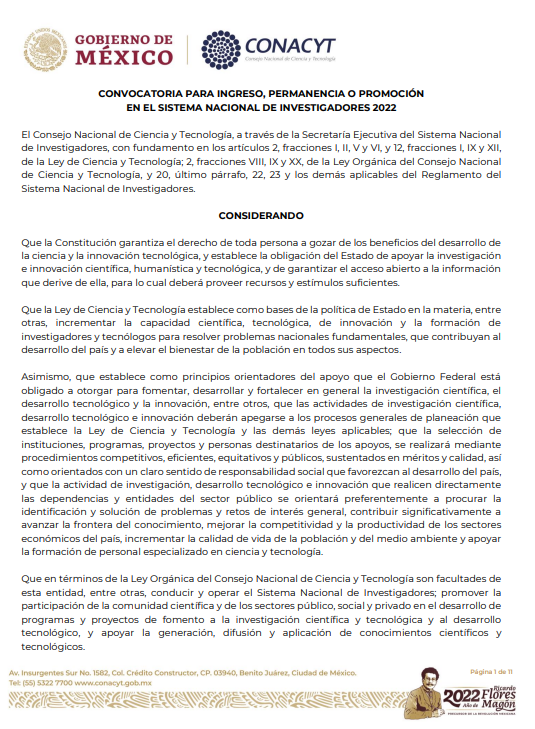 GOBIERNO DE
MÉXICO
CONACYT
Consejo Nacional de Ciencia y Tecnología
CONVOCATORIA PARA INGRESO, PERMANENCIA O PROMOCIÓN
EN EL SISTEMA NACIONAL DE INVESTIGADORES 2022
El Consejo Nacional de Ciencia y Tecnología, a través de la Secretaría Ejecutiva del Sistema Nacional
de Investigadores, con fundamento en los artículos 2, fracciones I, II, V y VI, y 12, fracciones I, IX y XII,
de la Ley de Ciencia y Tecnología; 2, fracciones VIII, IX y XX, de la Ley Orgánica del Consejo Nacional
de Ciencia y Tecnología, y 20, último párrafo, 22, 23 y los demás aplicables del Reglamento del
Sistema Nacional de Investigadores.
CONSIDERANDO
Que la Constitución garantiza el derecho de toda persona a gozar de los beneficios del desarrollo de
la ciencia y la innovación tecnológica, y establece la obligación del Estado de apoyar la investigación
e innovación científica, humanística y tecnológica, y de garantizar el acceso abierto a la información
que derive de ella, para lo cual deberá proveer recursos y estímulos suficientes.
Que la Ley de Ciencia y Tecnología establece como bases de la política de Estado en la materia, entre
otras, incrementar la capacidad científica, tecnológica, de innovación y la formación de
investigadores y tecnólogos para resolver problemas nacionales fundamentales, que contribuyan al
desarrollo del país y a elevar el bienestar de la población en todos sus aspectos.
Asimismo, que establece como principios orientadores del apoyo que el Gobierno Federal está
obligado a otorgar para fomentar, desarrollar y fortalecer en general la investigación científica, el
desarrollo tecnológico y la innovación, entre otros, que las actividades de investigación científica,
desarrollo tecnológico e innovación deberán apegarse a los procesos generales de planeación que
establece la Ley de Ciencia y Tecnología y las demás leyes aplicables; que la selección de
instituciones, programas, proyectos y personas destinatarios de los apoyos, se realizará mediante
procedimientos competitivos, eficientes, equitativos y públicos, sustentados en méritos y calidad, así
como orientados con un claro sentido de responsabilidad social que favorezcan al desarrollo del país,
y que la actividad de investigación, desarrollo tecnológico e innovación que realicen directamente
las dependencias y entidades del sector público se orientará preferentemente a procurar la
identificación y solución de problemas y retos de interés general, contribuir significativamente a
avanzar la frontera del conocimiento, mejorar la competitividad y la productividad de los sectores
económicos del país, incrementar la calidad de vida de la población y del medio ambiente y apoyar
la formación de personal especializado en ciencia y tecnología.
Que en términos de la Ley Orgánica del Consejo Nacional de Ciencia y Tecnología son facultades de
esta entidad, entre otras, conducir y operar el Sistema Nacional de Investigadores; promover la
participación de la comunidad científica y de los sectores público, social y privado en el desarrollo de
programas y proyectos de fomento a la investigación científica y tecnológica y al desarrollo
tecnológico, y apoyar la generación, difusión y aplicación de conocimientos científicos y
tecnológicos.
Av. Insurgentes Sur No. 1582, Col. Crédito Constructor, CP. 03940, Benito Juárez, Ciudad de México.
Tel: (55) 5322 7700 www.conacyt.gob.mx
Página 1 de 11
2022 Ricardo
Flores
Año de Magón
PRECURSOR DE LA REVOLUCIÓN MEXICANA